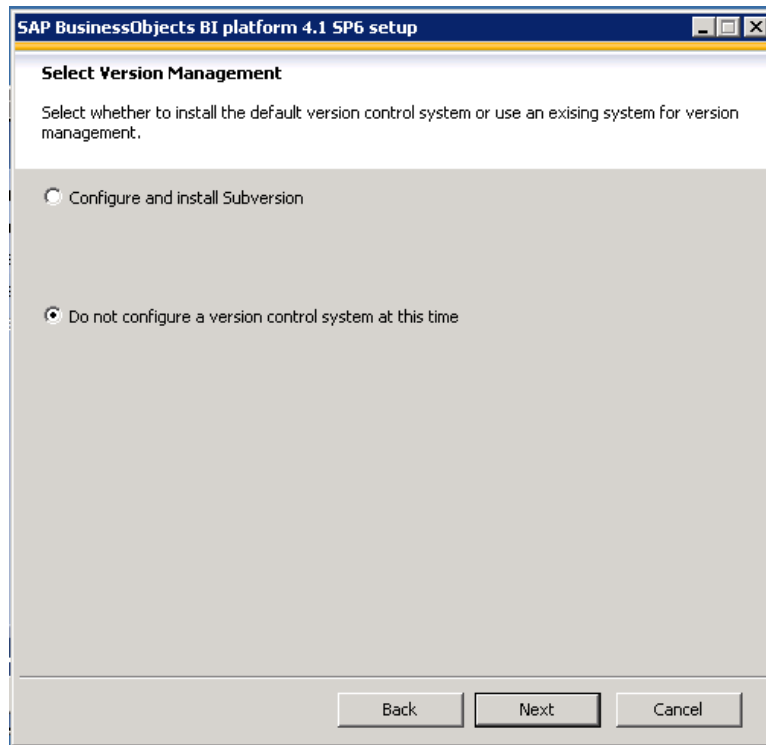 SAP BusinessObjects BI platform 4.1 SP6 setup
Select Version Management
Select whether to install the default version control system or use an exising system for version
management.
Configure and install Subversion
Do not configure a version control system at this time
Back Next Cancel